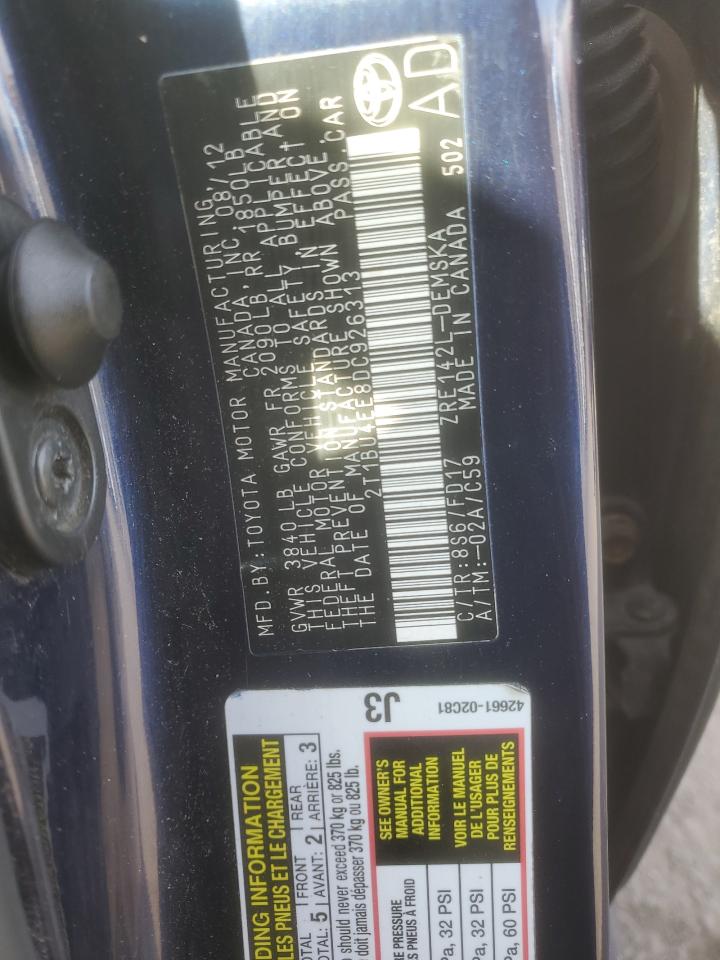 MFD. BY: TOYOTA MOTOR MANUFACTURING,
CANADA, INC. 08/12
GVWR 3840LB GAWR FR 2090LB, RR 1850LB
THIS VEHICLE CONFORMS TO ALL APPLICABLE
FEDERAL MOTOR VEHICLE SAFETY BUMPER, AND
THEFT PREVENTION STANDARDS IN EFFECT ON
THE DATE OF MANUFACTURE SHOWN ABOVE.
2T1BU4EE8DC926313 PASS. CAR
C/TR: 8S6/FD17 ZRE142L-DEMSKA
A/TM: -02A/C59 MADE IN CANADA 502
AD
DING INFORMATION
LES PNEUS ET LE CHARGEMENT
J3
OTAL 5 FRONT 2 REAR 3
OTAL: AVANT: ARRIÈRE:
should never exceed 370 kg or 825 lbs.
doit jamais dépasser 370 kg ou 825 lb.
PRESSURE
S PNEUS À FROID
Pa, 32 PSI
Pa, 32 PSI
Pa, 60 PSI
SEE OWNER'S
MANUAL FOR
ADDITIONAL
INFORMATION
VOIR LE MANUEL
DE L'USAGER
POUR PLUS DE
RENSEIGNEMENTS
42661-02C81